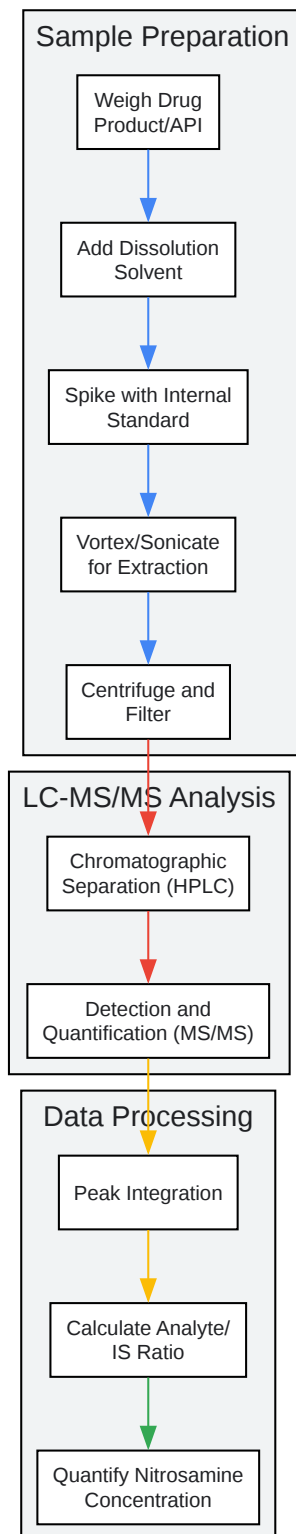 Sample Preparation
Weigh Drug
Product/API
Add Dissolution
Solvent
Spike with Internal
Standard
Vortex/Sonicate
for Extraction
Centrifuge and
Filter
LC-MS/MS Analysis
Chromatographic
Separation (HPLC)
Detection and
Quantification (MS/MS)
Data Processing
Peak Integration
Calculate Analyte/
IS Ratio
Quantify Nitrosamine
Concentration